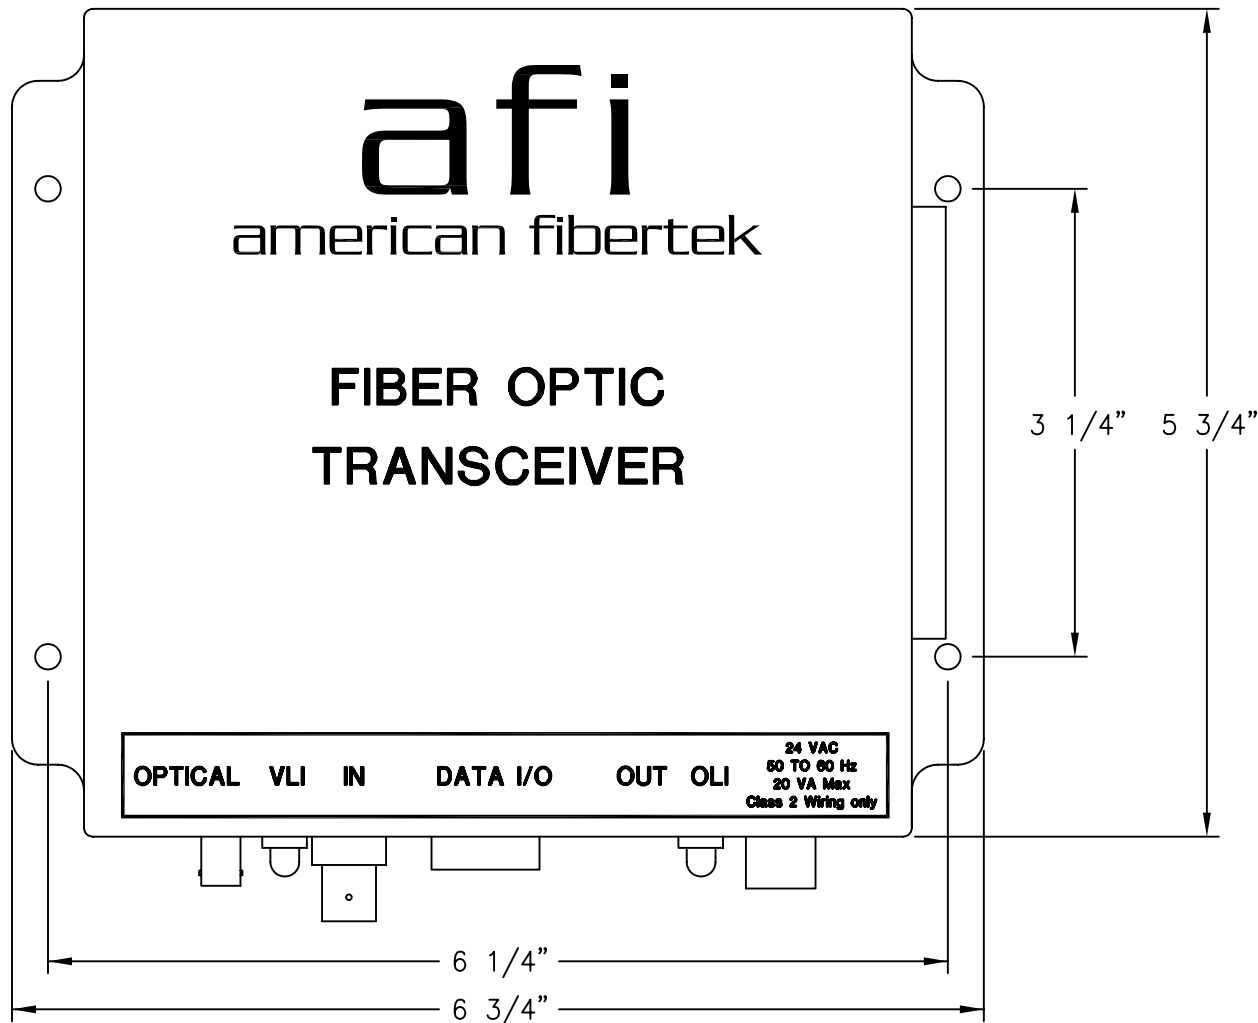 afi
american fibertek
FIBER OPTIC
TRANSCEIVER
3 1/4” 5 3/4”
OPTICAL VLI IN DATA I/O OUT OLI
24 VAC
50 TO 60 Hz
20 VA Max
Class 2 Wiring only
6 1/4”
6 3/4”